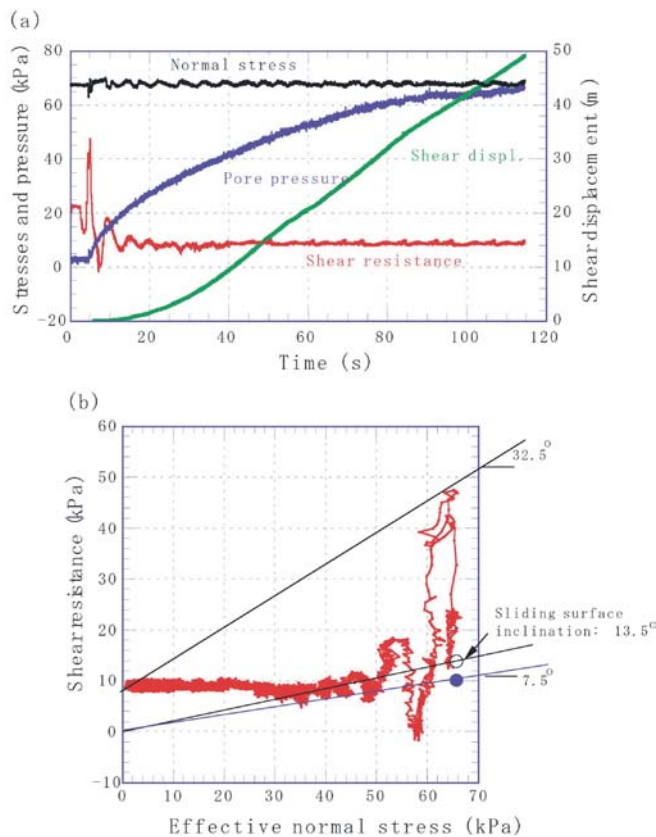 (a)
80
60
40
20
0
-20
Stresses and pressure (kPa)
Normal stress
Pore pressure
Shear displ.
Shear resistance
50
40
30
20
10
0
Shear displacement (m)
0 20 40 60 80 100 120
Time (s)
(b)
60
50
40
30
20
10
0
-10
Shear resistance (kPa)
32.5°
Sliding surface
inclination: 13.5°
7.5°
0 10 20 30 40 50 60 70
Effective normal stress (kPa)